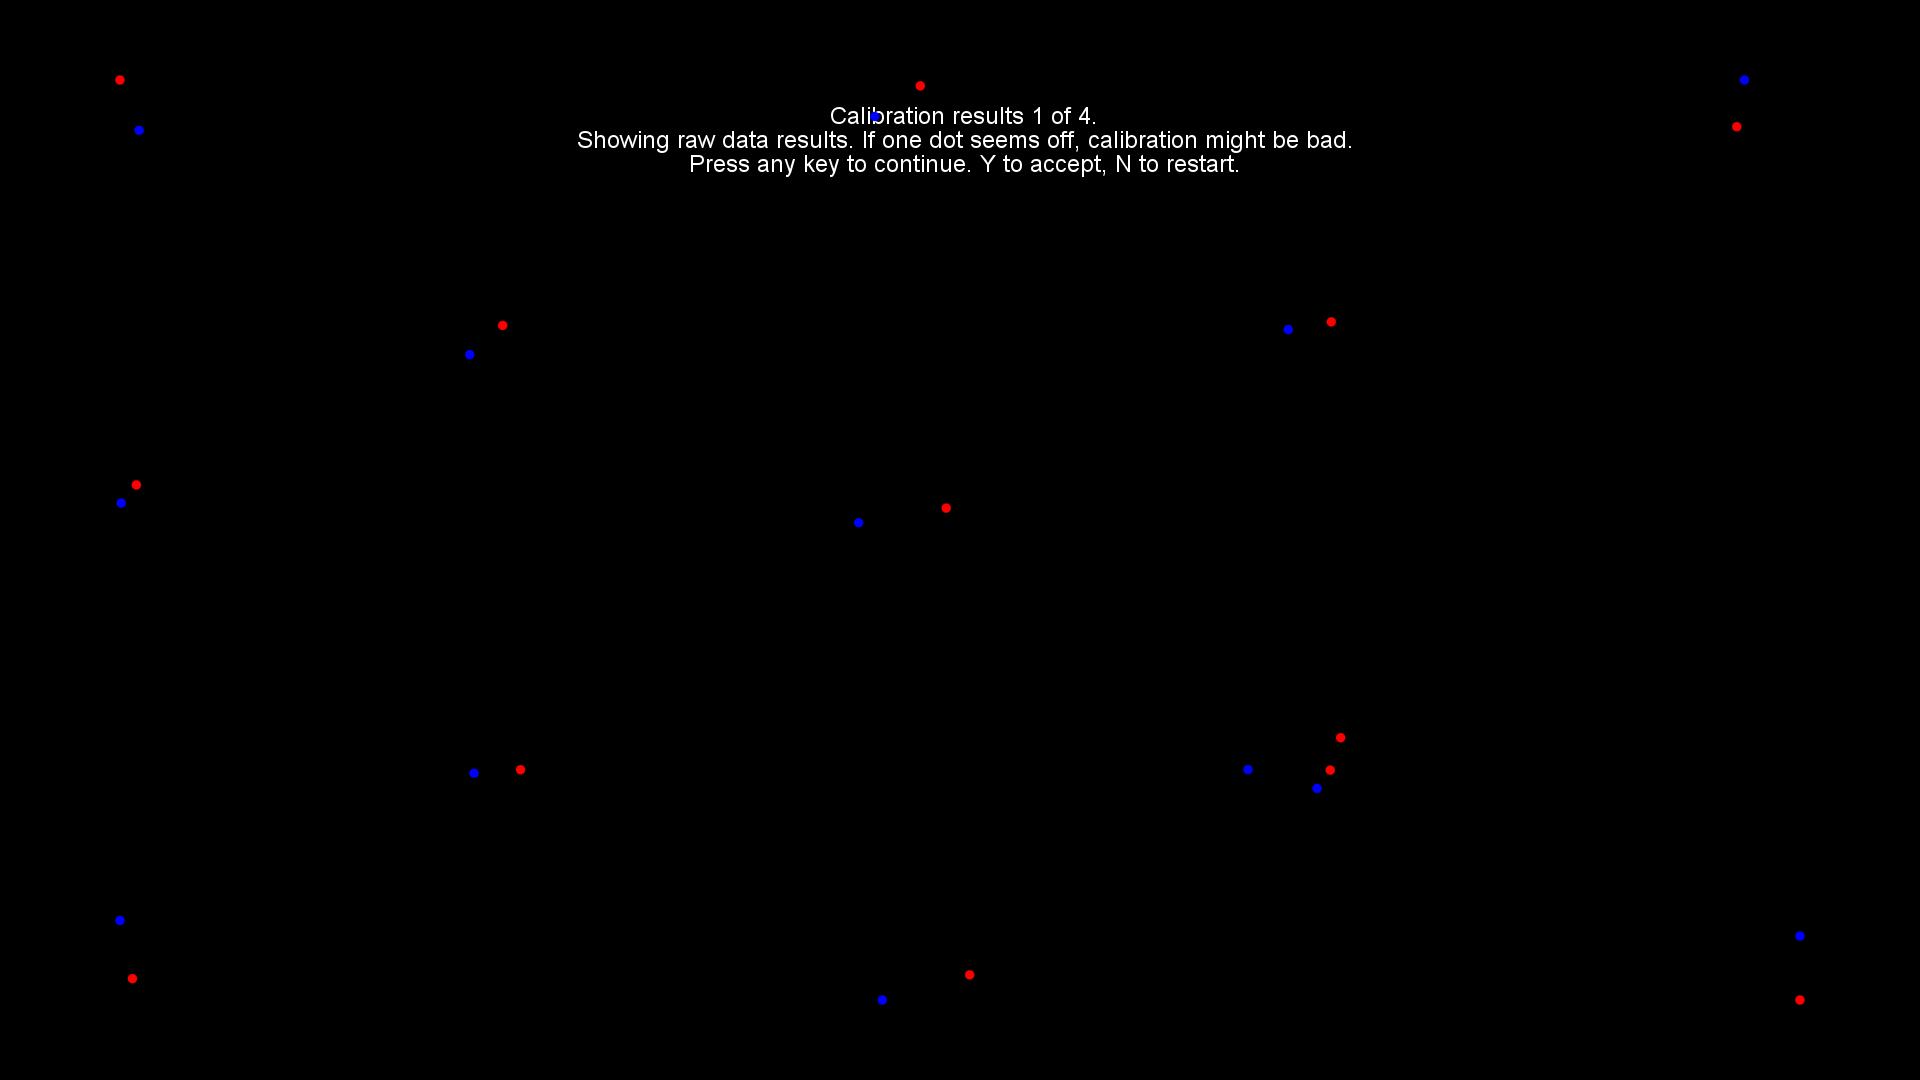 Calibration results 1 of 4.
Showing raw data results. If one dot seems off, calibration might be bad.
Press any key to continue. Y to accept, N to restart.